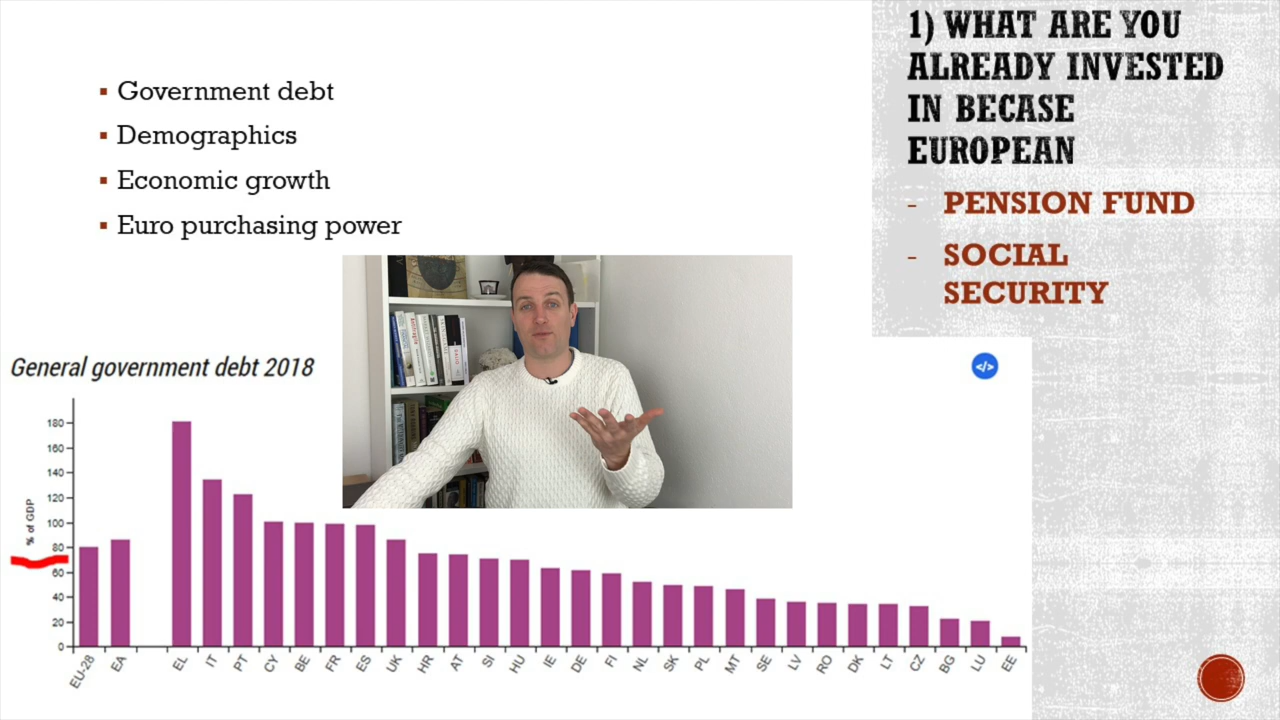 1) WHAT ARE YOU
ALREADY INVESTED
IN BECASE
EUROPEAN
- PENSION FUND
- SOCIAL
SECURITY
▪ Government debt
▪ Demographics
▪ Economic growth
▪ Euro purchasing power
General government debt 2018
</>
% of GDP
180
160
140
120
100
80
60
40
20
0
EU-28 EA EL IT PT CY BE FR ES UK HR AT SI HU IE DE FI NL SK PL MT SE LV RO DK LT CZ BG LU EE